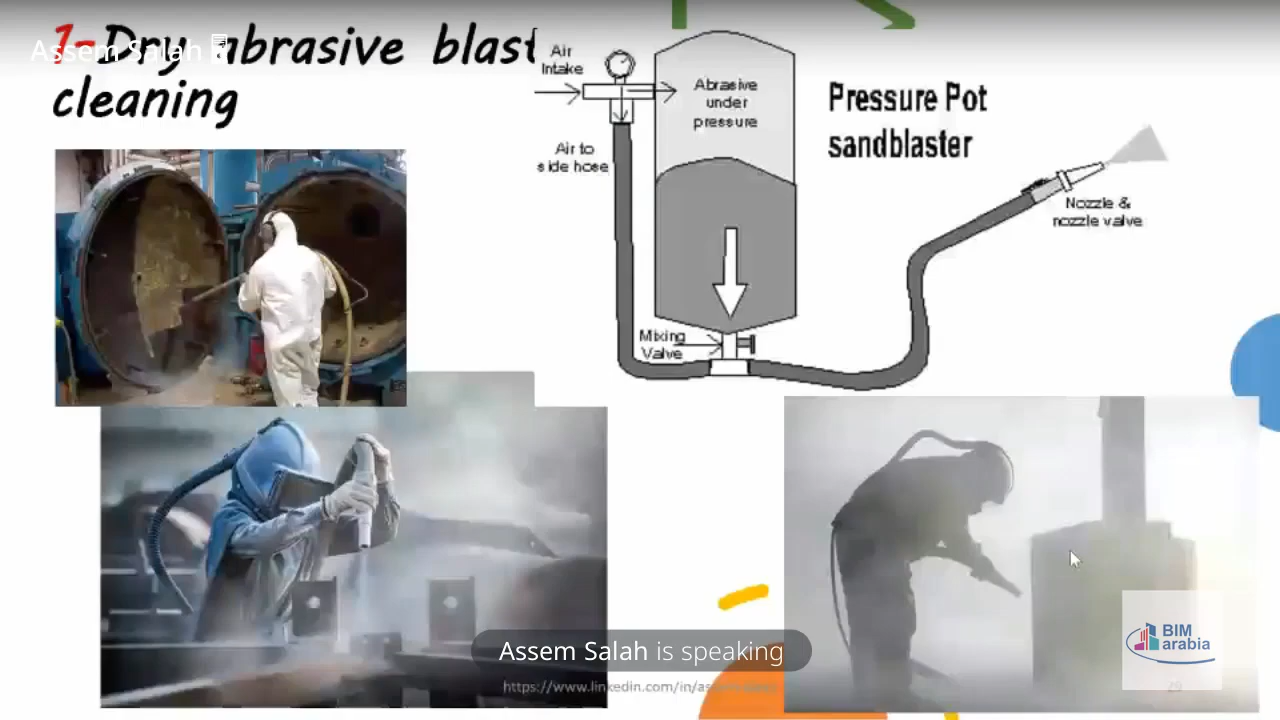 1- Dry abrasive blast
cleaning
Assem Salah
Air
Intake
Abrasive
under
pressure
Pressure Pot
sandblaster
Air to
side hose
Nozzle &
nozzle valve
Mixing
Valve
BIM
arabia
Assem Salah is speaking
https://www.linkedin.com/in/
29